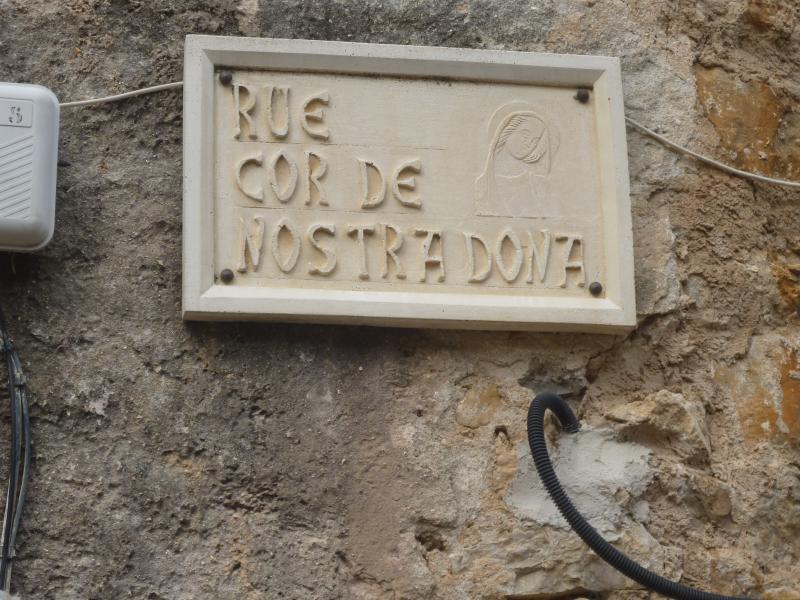 RUE
COR DE
NOSTRA DONA